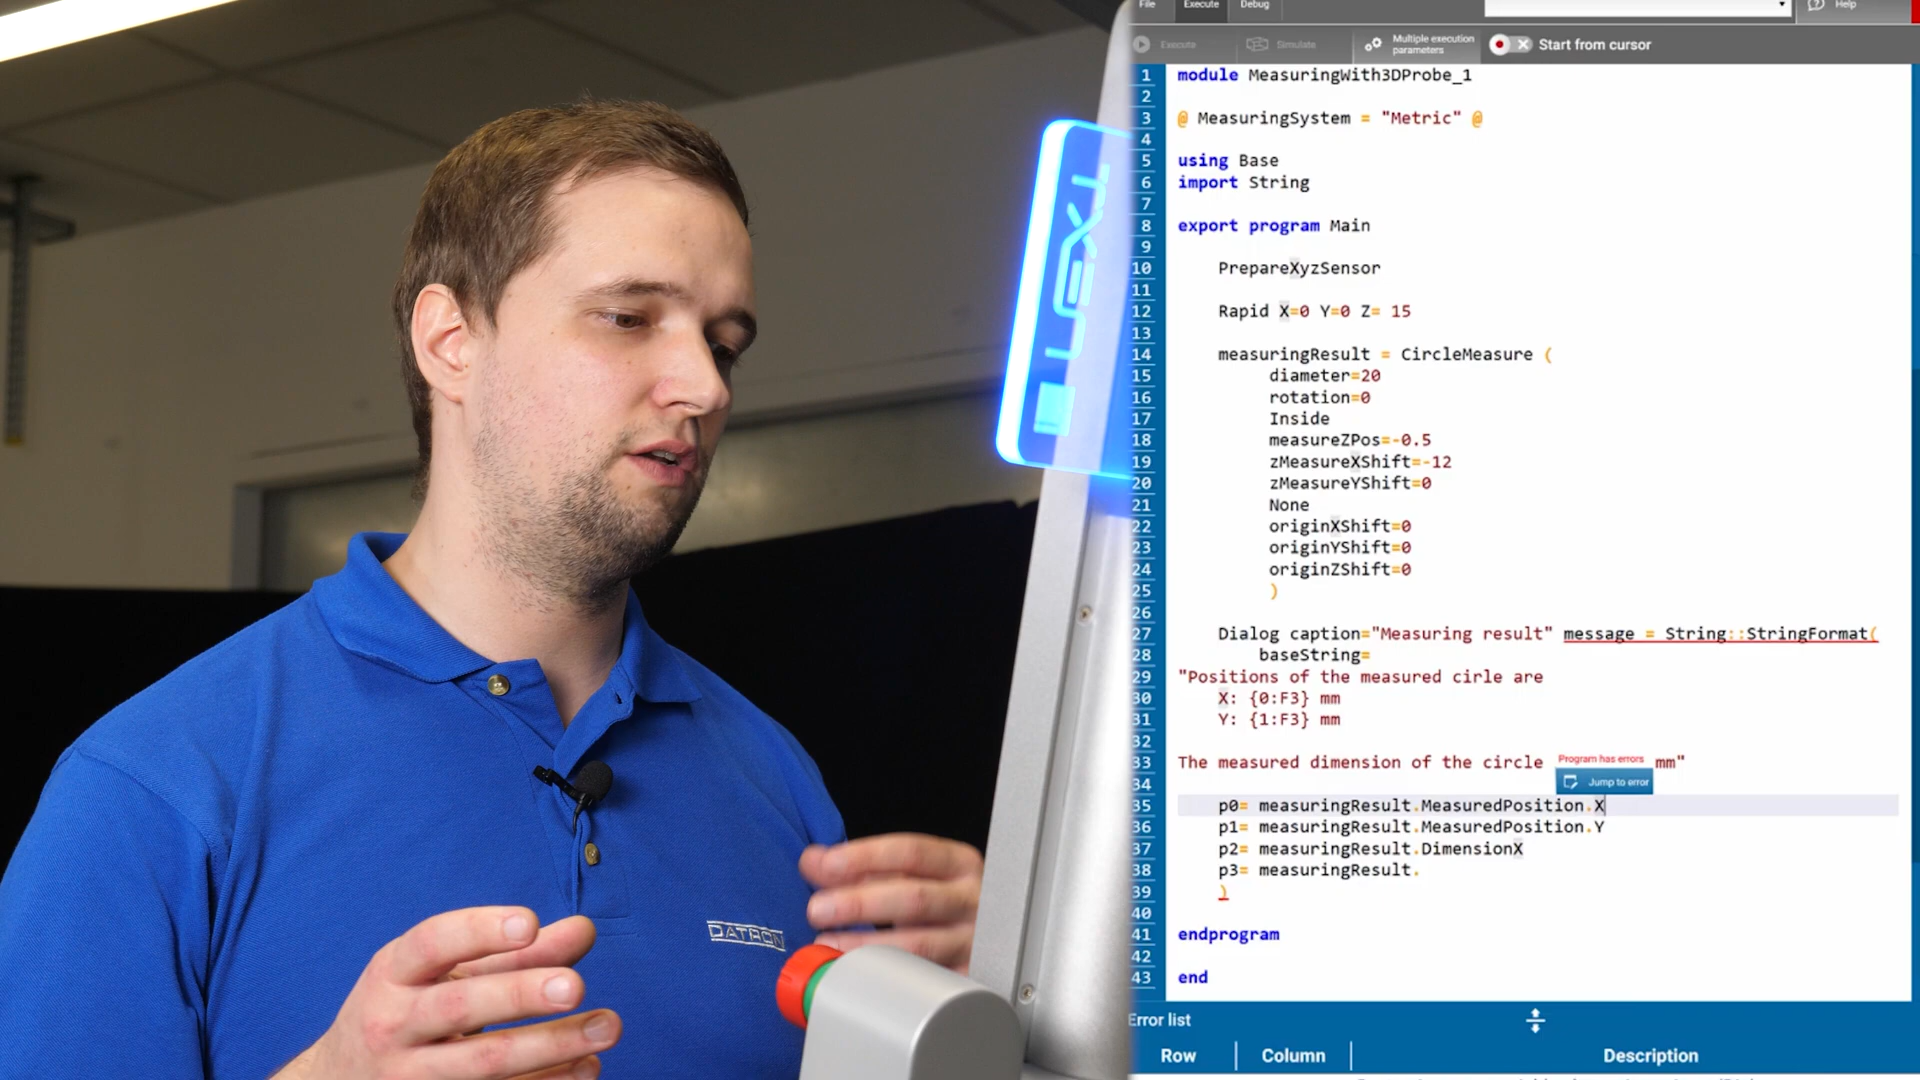 File Execute Debug Help
Execute Simulate Multiple execution parameters Start from cursor
1 module MeasuringWith3DProbe_1
2
3 @ MeasuringSystem = "Metric" @
4
5 using Base
6 import String
7
8 export program Main
9
10 PrepareXyzSensor
11
12 Rapid X=0 Y=0 Z= 15
13
14 measuringResult = CircleMeasure (
15 diameter=20
16 rotation=0
17 Inside
18 measureZPos=-0.5
19 zMeasureXShift=-12
20 zMeasureYShift=0
21 None
22 originXShift=0
23 originYShift=0
24 originZShift=0
25 )
26
27 Dialog caption="Measuring result" message = String::StringFormat(
28 baseString=
29 "Positions of the measured cirle are
30 X: {0:F3} mm
31 Y: {1:F3} mm
32
33 The measured dimension of the circle mm"
Program has errors
Jump to error
34
35 p0= measuringResult.MeasuredPosition.X
36 p1= measuringResult.MeasuredPosition.Y
37 p2= measuringResult.DimensionX
38 p3= measuringResult.
39 )
40
41 endprogram
42
43 end
Error list
Row Column Description
next
DATRON